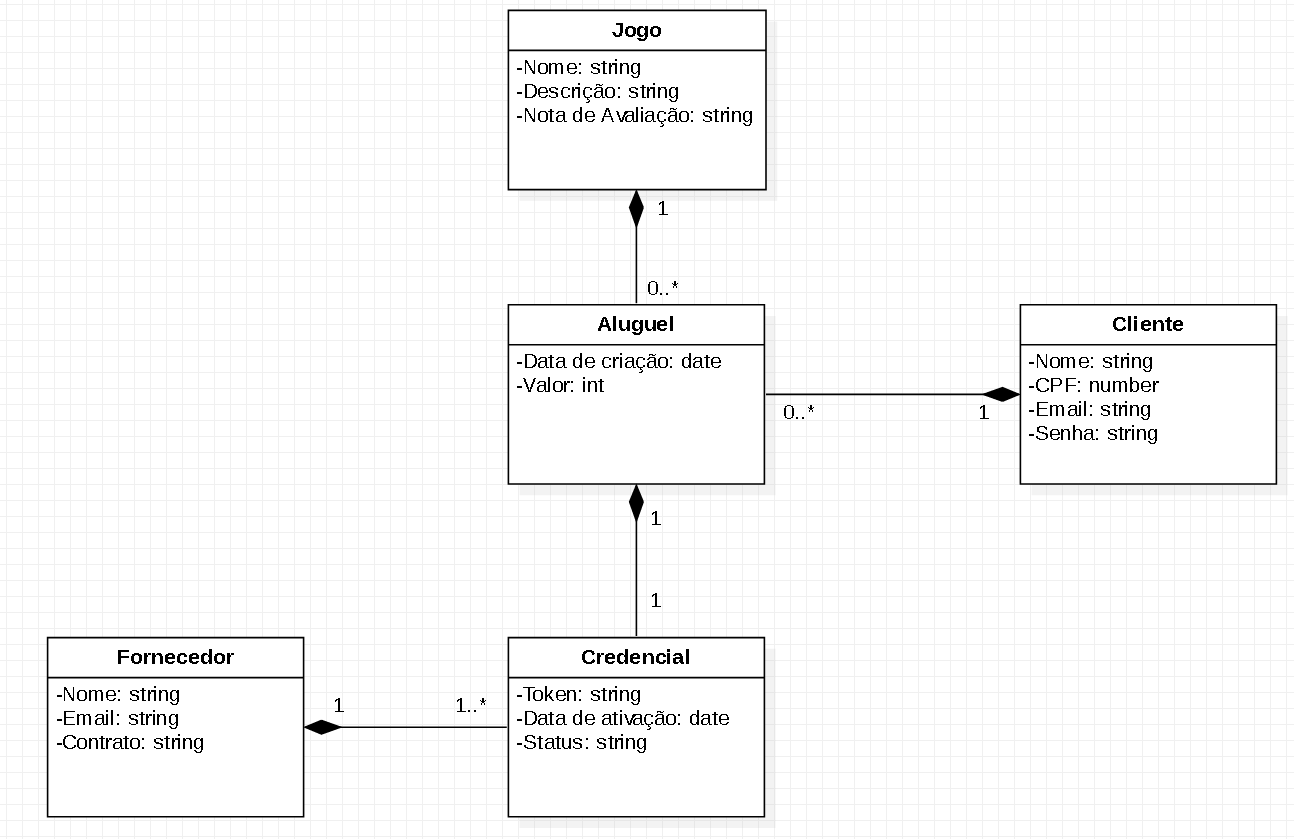 Jogo
-Nome: string
-Descrição: string
-Nota de Avaliação: string
1
0..*
Aluguel
-Data de criação: date
-Valor: int
0..*
1
Cliente
-Nome: string
-CPF: number
-Email: string
-Senha: string
1
1
Fornecedor
-Nome: string
-Email: string
-Contrato: string
1
1..*
Credencial
-Token: string
-Data de ativação: date
-Status: string